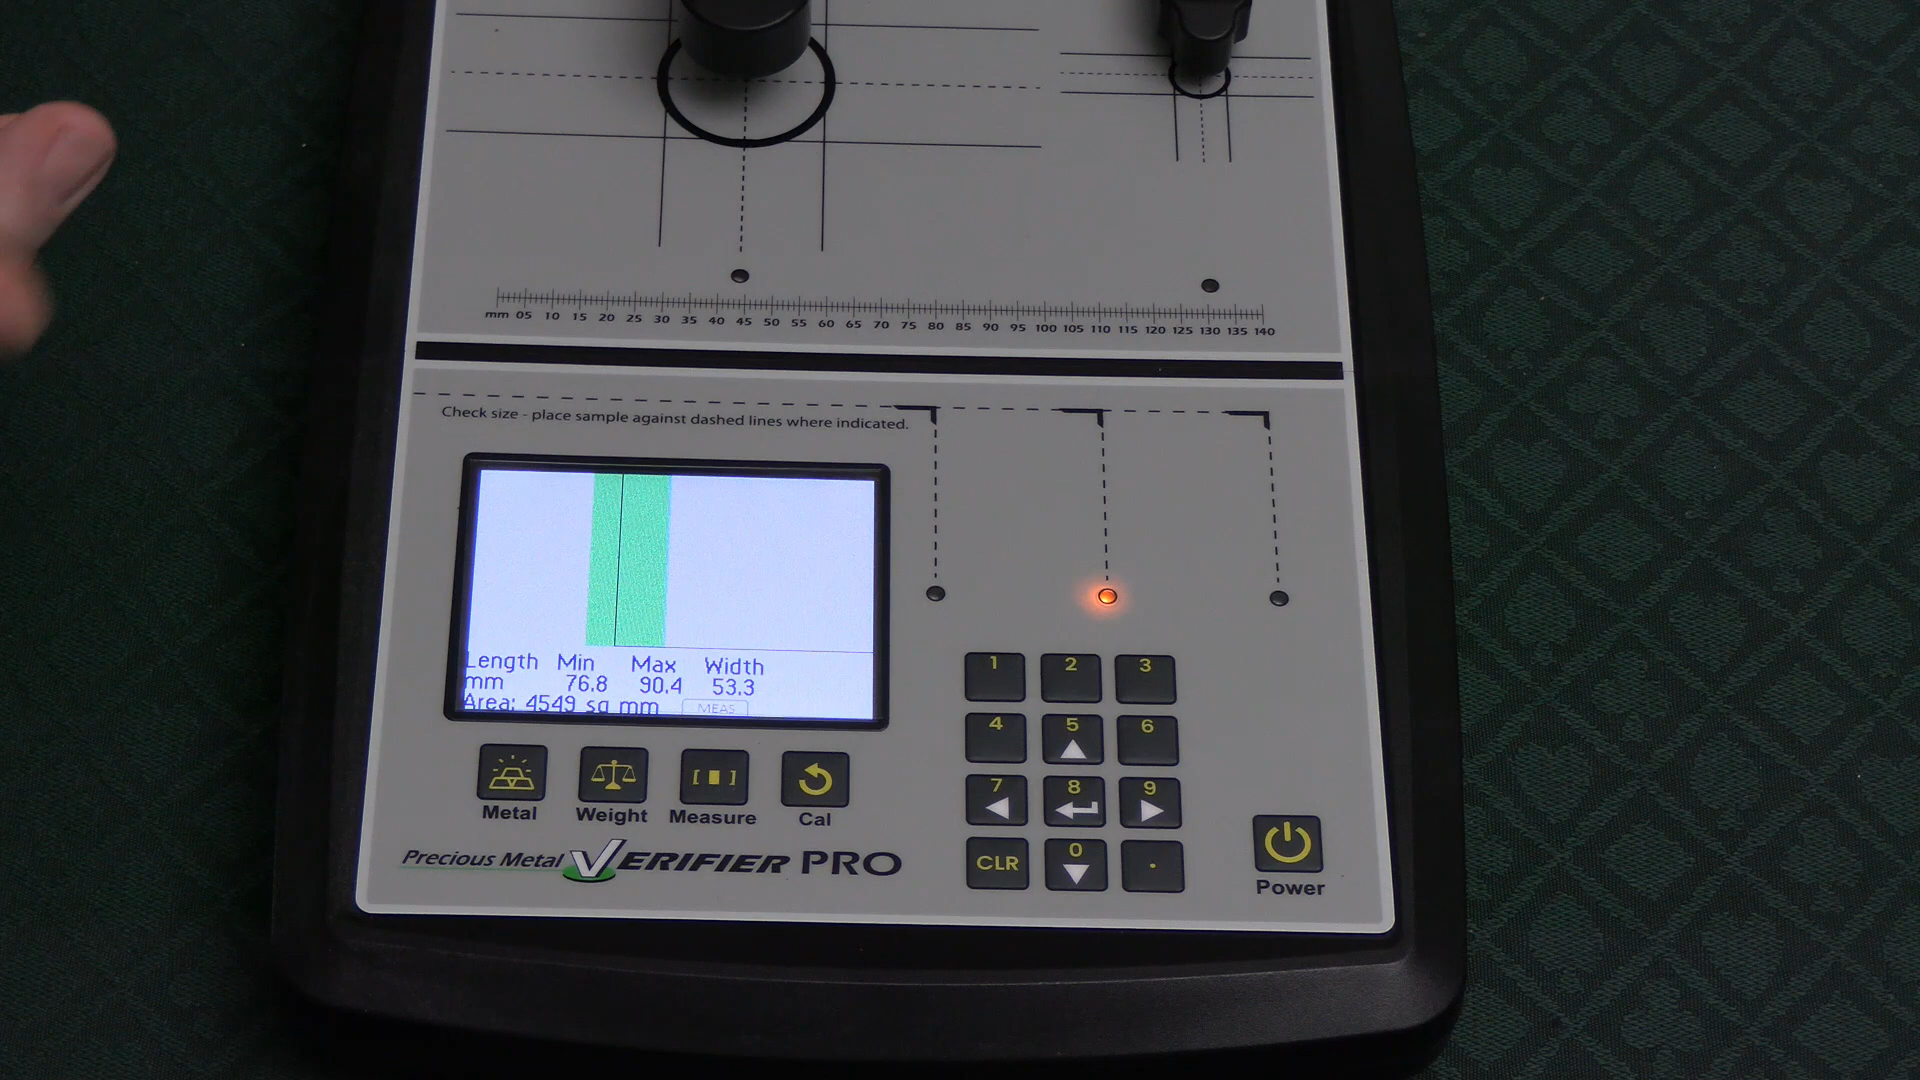 mm 05 10 15 20 25 30 35 40 45 50 55 60 65 70 75 80 85 90 95 100 105 110 115 120 125 130 135 140
Check size - place sample against dashed lines where indicated.
Length Min Max Width
mm 76.8 90.4 53.3
Area: 4549 sq mm MEAS
1 2 3
4 5 6
7 8 9
CLR 0 .
Metal Weight Measure Cal
Power
Precious Metal VERIFIER PRO